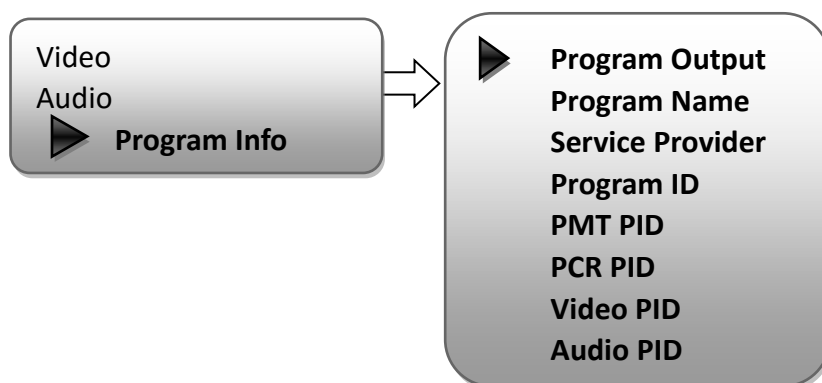 Video
Audio
Program Info
Program Output
Program Name
Service Provider
Program ID
PMT PID
PCR PID
Video PID
Audio PID